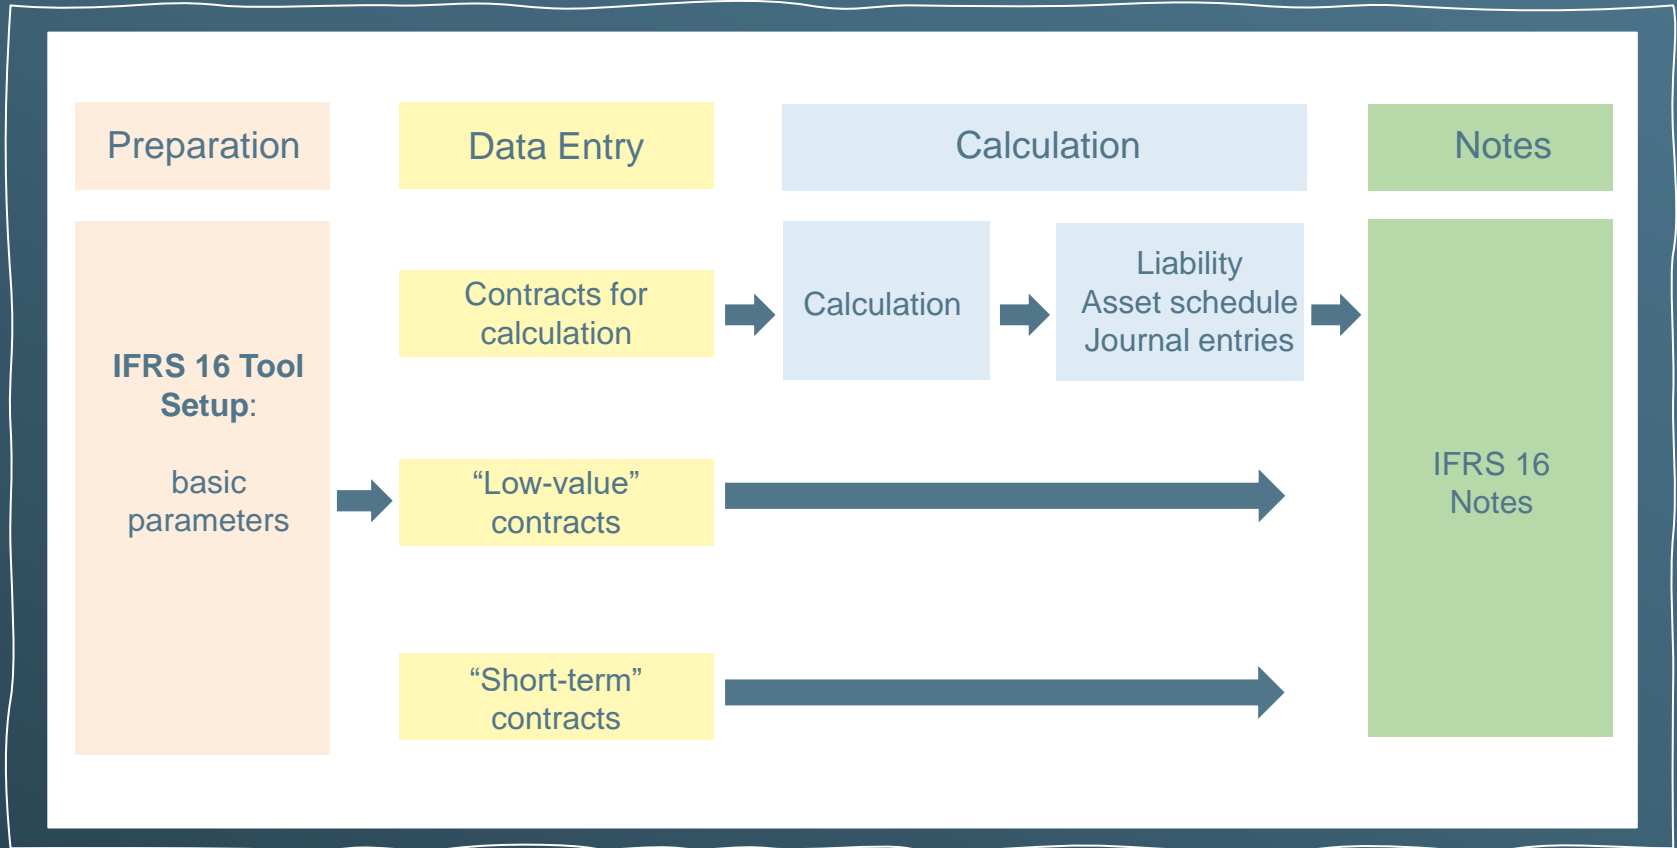 Preparation
Data Entry
Calculation
Notes
IFRS 16 Tool
Setup:
basic
parameters
Contracts for
calculation
Calculation
Liability
Asset schedule
Journal entries
“Low-value”
contracts
“Short-term”
contracts
IFRS 16
Notes